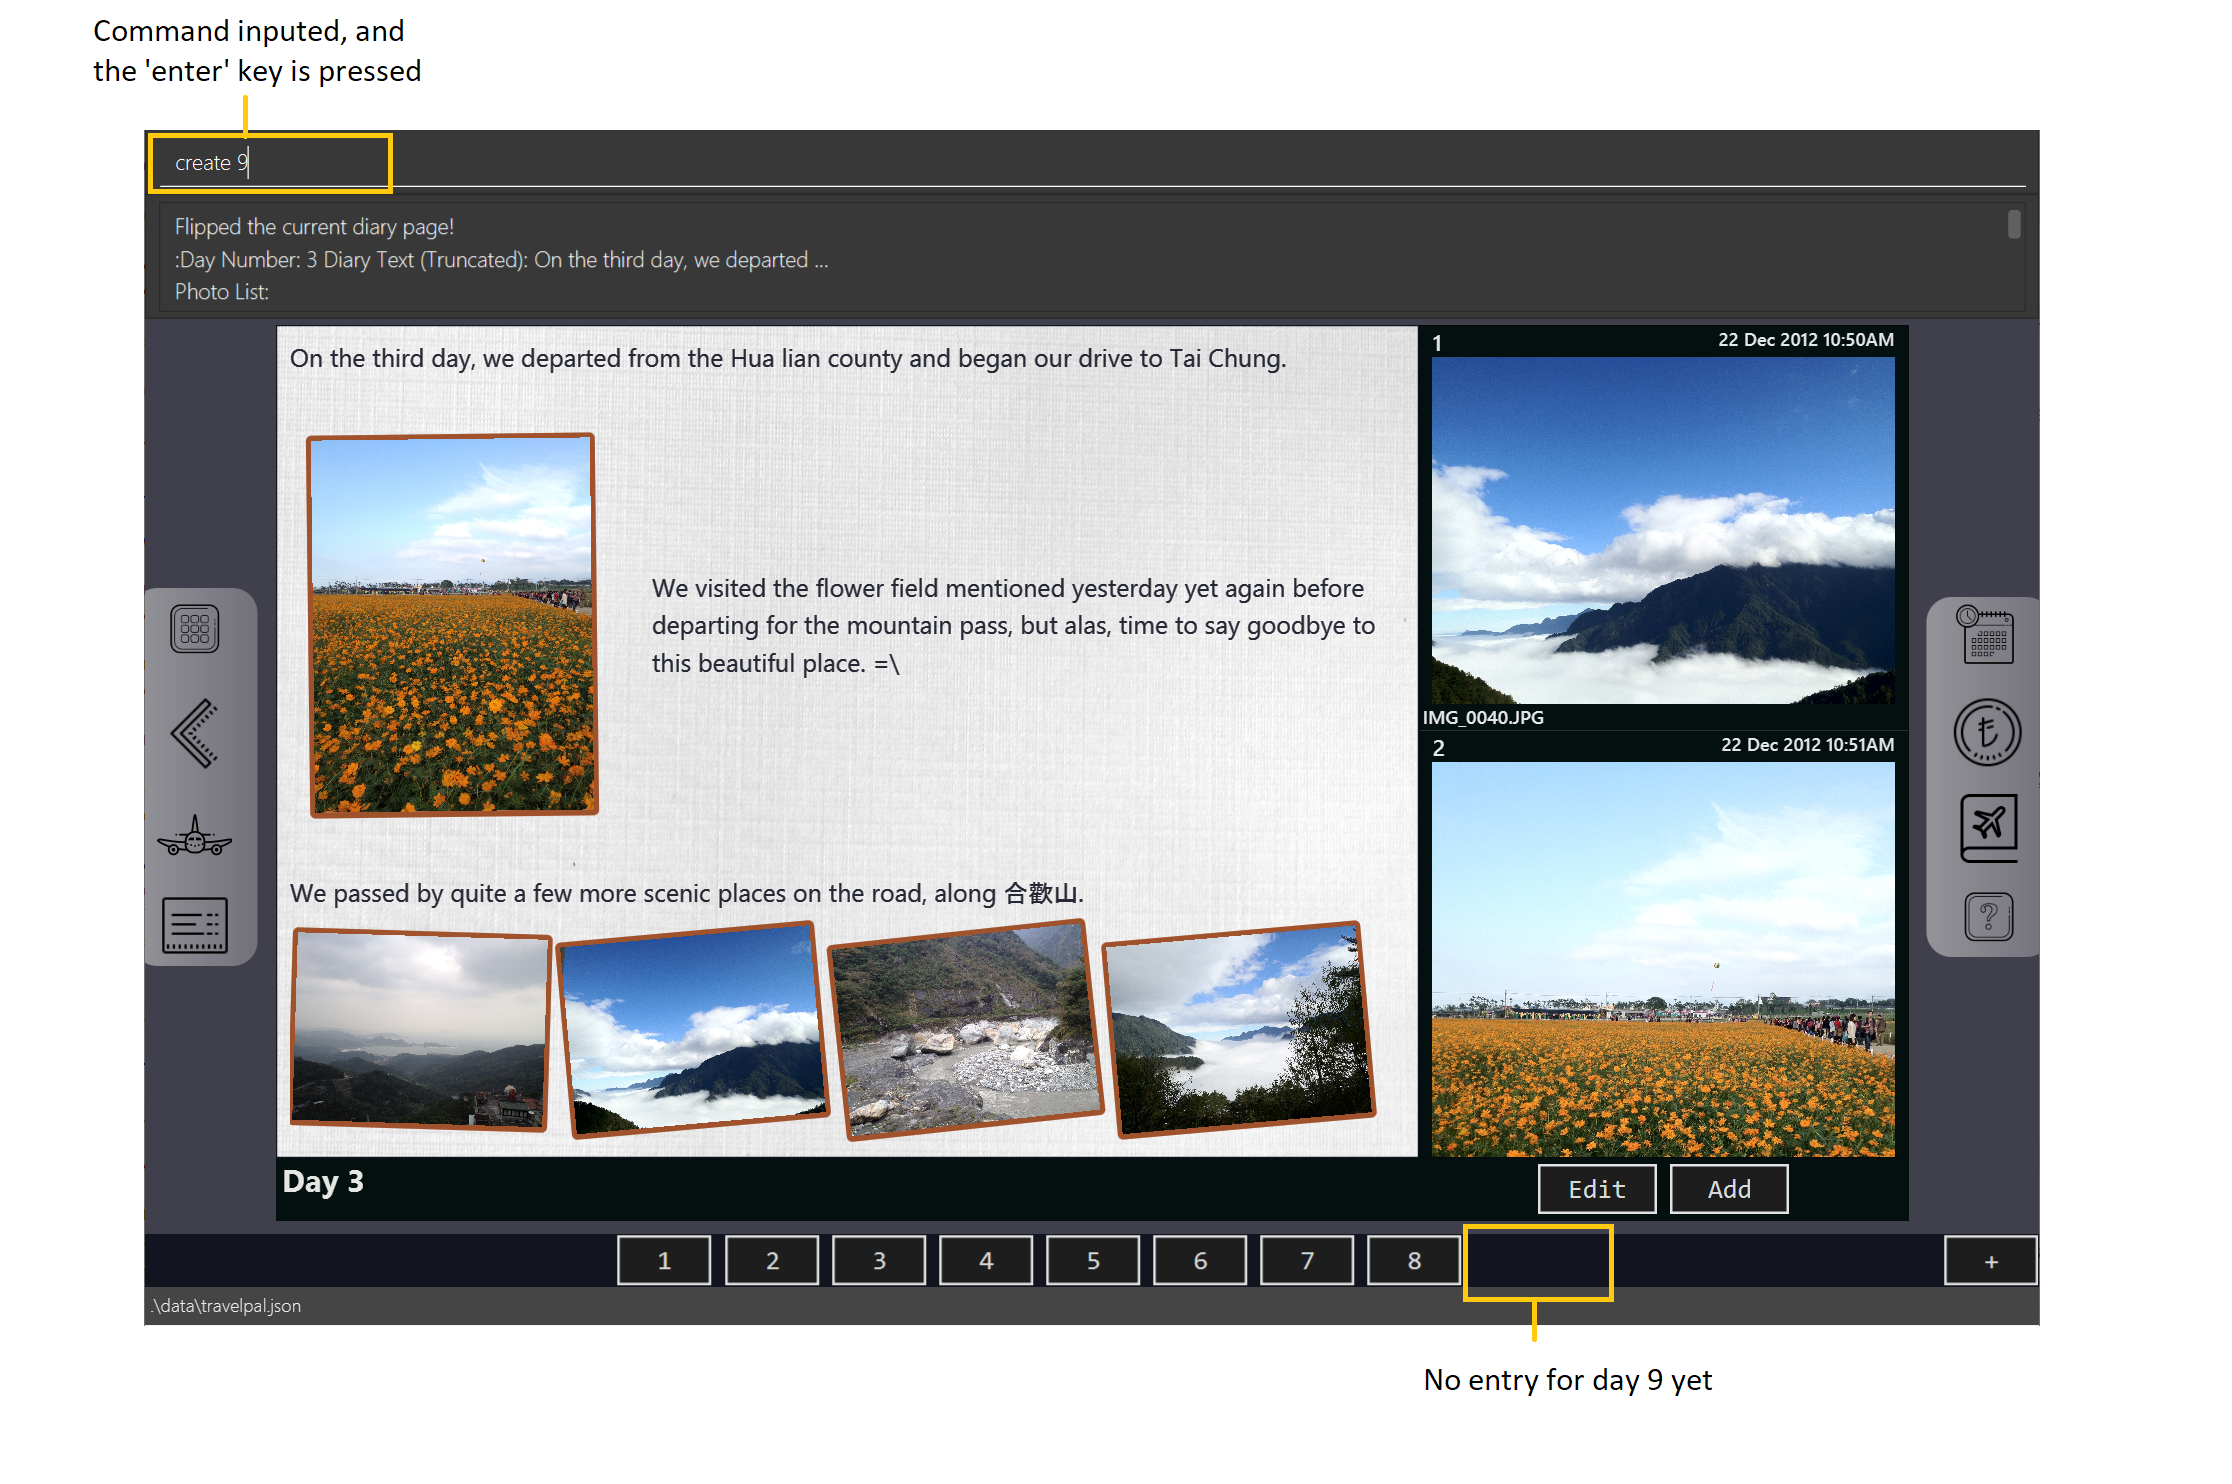 Command inputed, and
the 'enter' key is pressed
create 9
Flipped the current diary page!
:Day Number: 3 Diary Text (Truncated): On the third day, we departed ...
Photo List:
On the third day, we departed from the Hua lian county and began our drive to Tai Chung.
We visited the flower field mentioned yesterday yet again before
departing for the mountain pass, but alas, time to say goodbye to
this beautiful place. =\
We passed by quite a few more scenic places on the road, along 合歡山.
1
22 Dec 2012 10:50AM
IMG_0040.JPG
2
22 Dec 2012 10:51AM
Day 3
Edit
Add
1
2
3
4
5
6
7
8
+
.\data\travelpal.json
No entry for day 9 yet